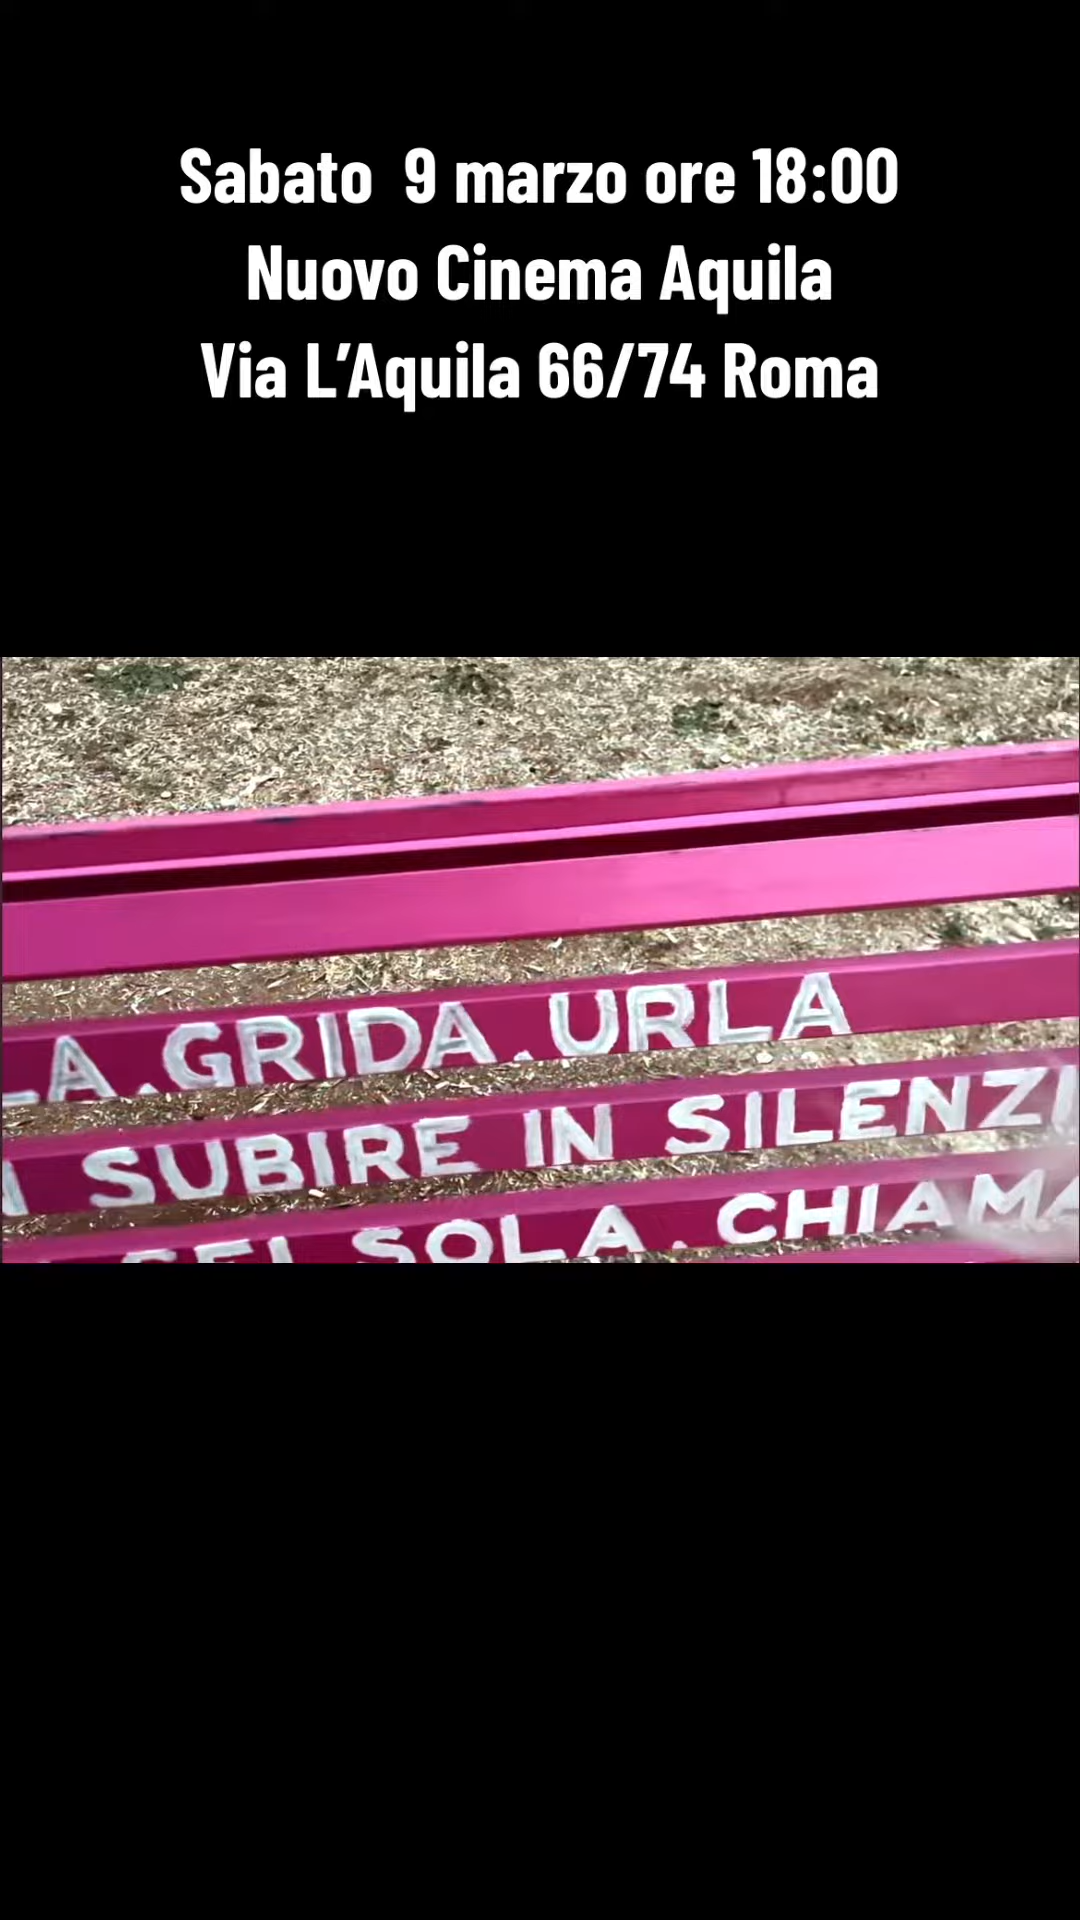 Sabato 9 marzo ore 18:00
Nuovo Cinema Aquila
Via L’Aquila 66/74 Roma
GRIDA. URLA
SUBIRE IN SILENZI
SEI SOLA. CHIAMA